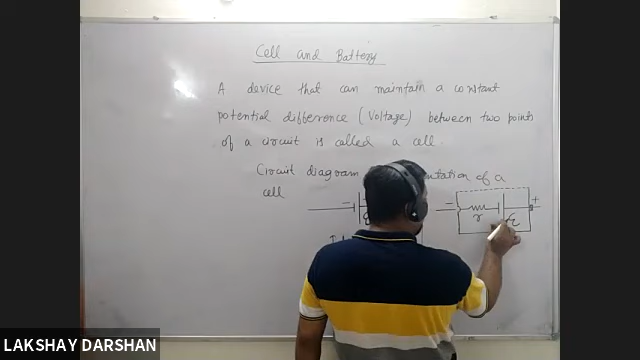 Cell and Battery
A device that can maintain a constant
potential difference (Voltage) between two points
of a circuit is called a cell.
Circuit diagram of a
cell
− − +
r ε
LAKSHAY DARSHAN